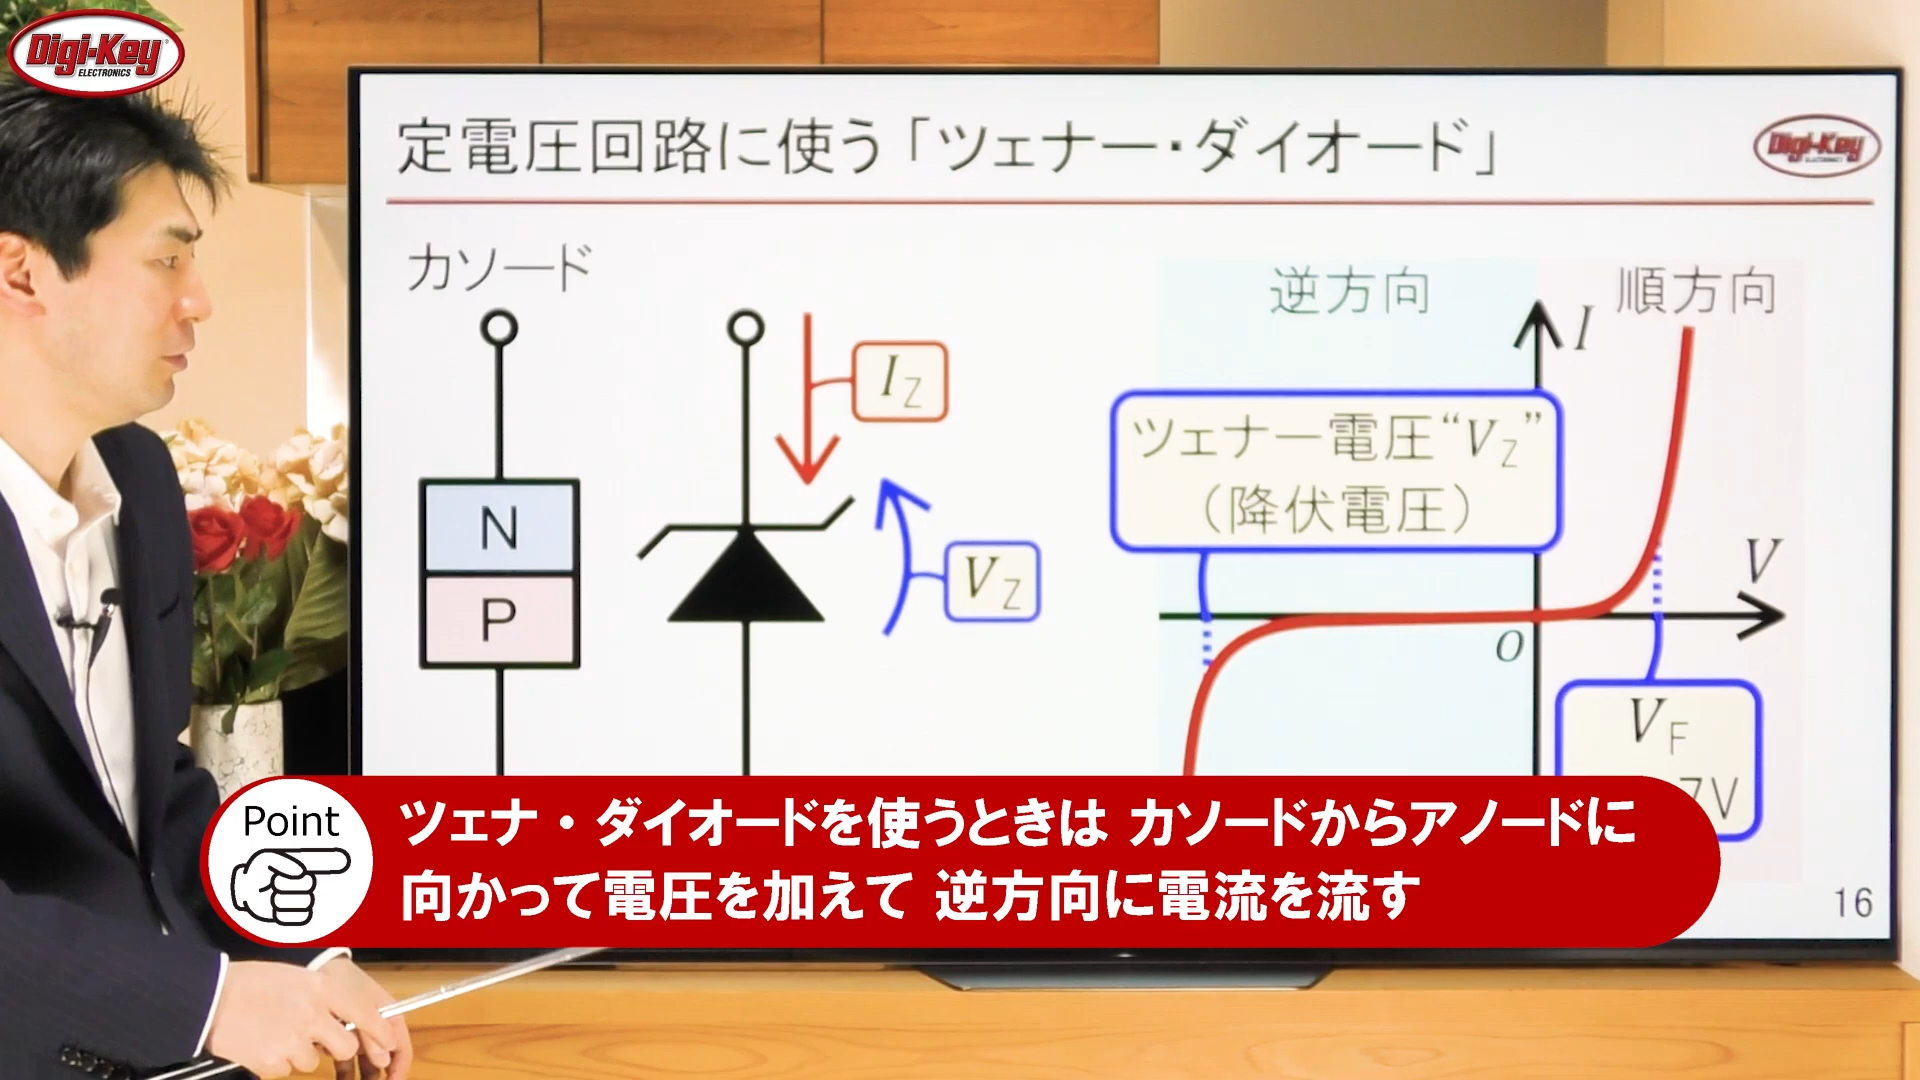 Digi-Key
ELECTRONICS
定電圧回路に使う「ツェナー・ダイオード」
Digi-Key
カソード
逆方向
順方向
I
I Z
ツェナー電圧“VZ”
（降伏電圧）
N
P
V Z
V
O
V F
7V
Point
ツェナ・ダイオードを使うときは カソードからアノードに
向かって電圧を加えて 逆方向に電流を流す
16